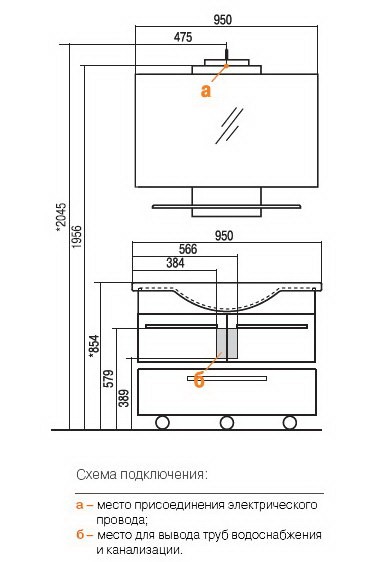 950
475
а
*2045
1956
950
566
384
*854
579
389
б
Схема подключения:
а – место присоединения электрического
провода;
б – место для вывода труб водоснабжения
и канализации.